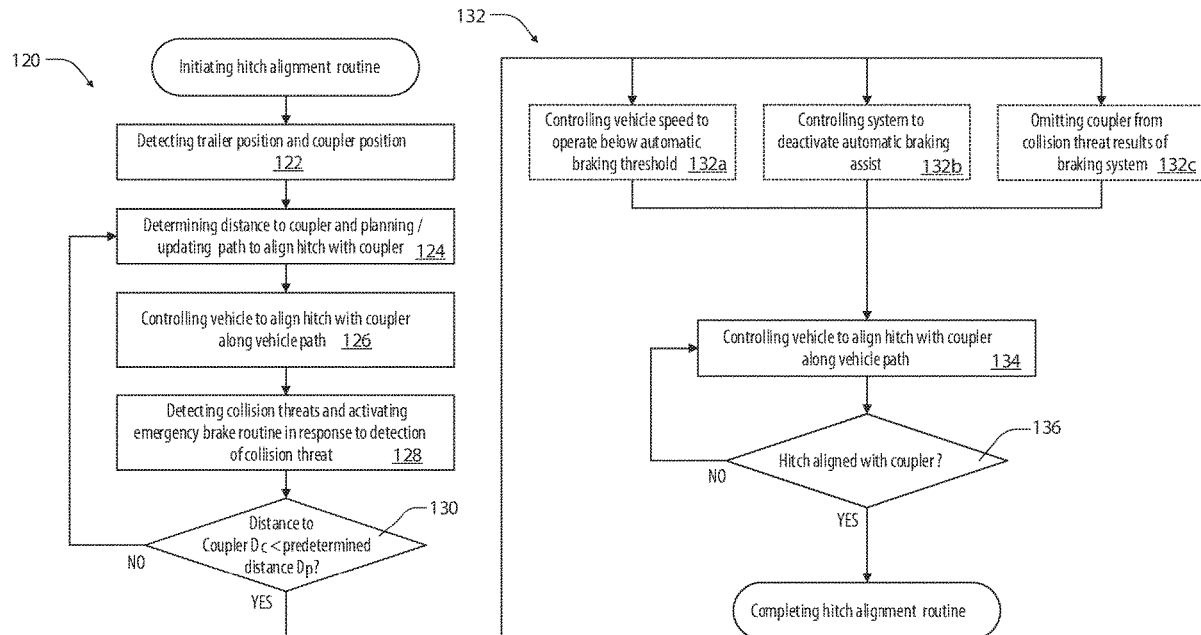 120
Initiating hitch alignment routine
Detecting trailer position and coupler position
122
Determining distance to coupler and planning /
updating path to align hitch with coupler 124
Controlling vehicle to align hitch with coupler
along vehicle path 126
Detecting collision threats and activating
emergency brake routine in response to detection
of collision threat 128
130
Distance to
Coupler Dc < predetermined
distance Dp?
NO
YES
132
Controlling vehicle speed to
operate below automatic
braking threshold 132a
Controlling system to
deactivate automatic braking
assist 132b
Omitting coupler from
collision threat results of
braking system 132c
Controlling vehicle to align hitch with coupler
along vehicle path 134
136
Hitch aligned with coupler ?
NO
YES
Completing hitch alignment routine